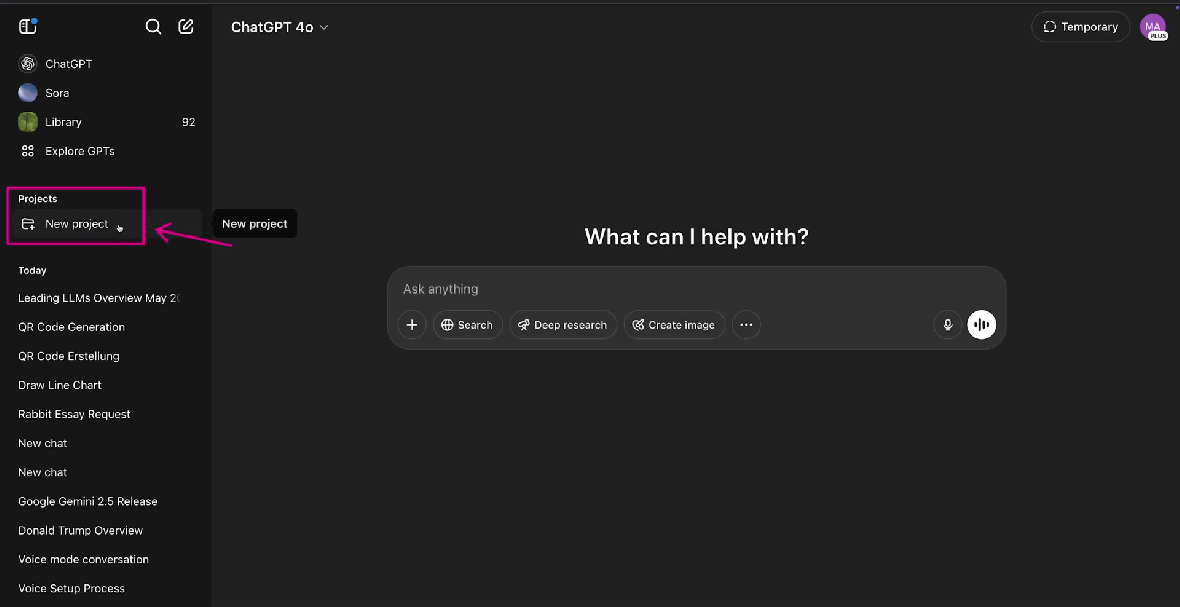 ChatGPT 4o
Temporary
MA
PLUS
ChatGPT
Sora
Library 92
Explore GPTs
Projects
New project
New project
Today
Leading LLMs Overview May 20
QR Code Generation
QR Code Erstellung
Draw Line Chart
Rabbit Essay Request
New chat
New chat
Google Gemini 2.5 Release
Donald Trump Overview
Voice mode conversation
Voice Setup Process
What can I help with?
Ask anything
Search Deep research Create image